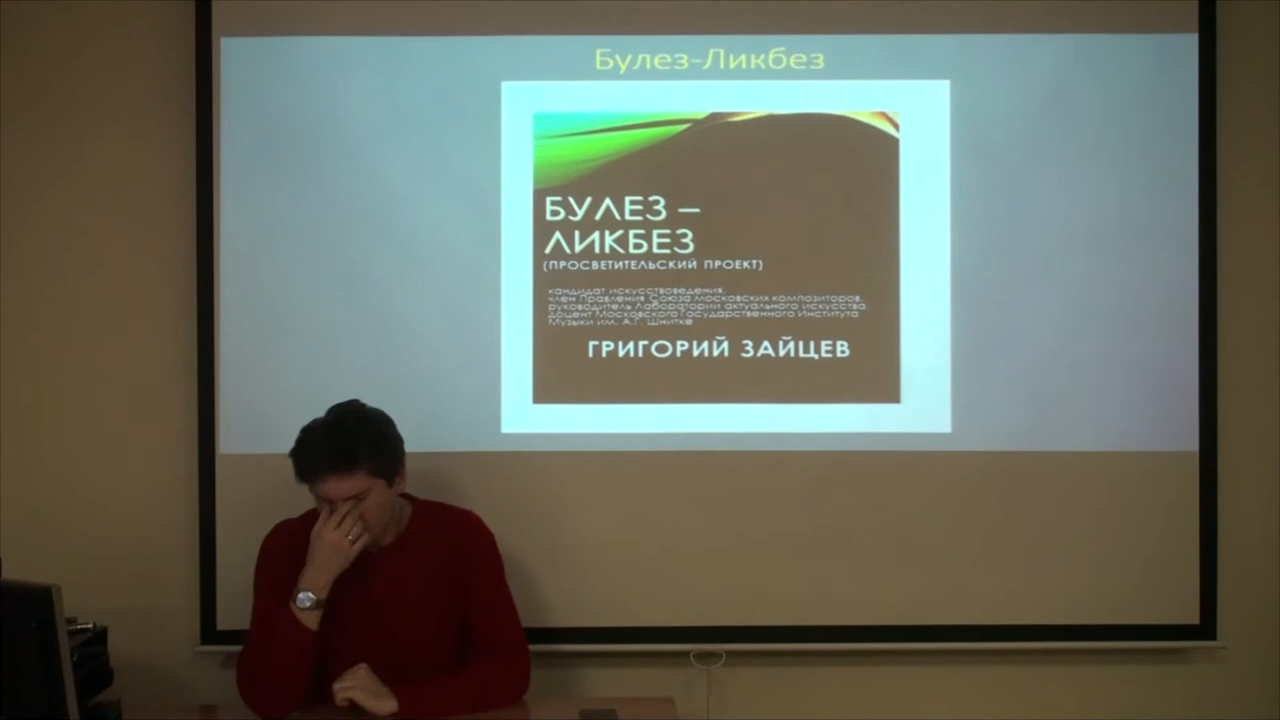 Булез-Ликбез
БУЛЕЗ –
ЛИКБЕЗ
(ПРОСВЕТИТЕЛЬСКИЙ ПРОЕКТ)
кандидат искусствоведения,
член Правления Союза московских композиторов,
руководитель Лаборатории актуального искусства,
доцент Московского Государственного Института
Музыки им. А.Г. Шнитке
ГРИГОРИЙ ЗАЙЦЕВ